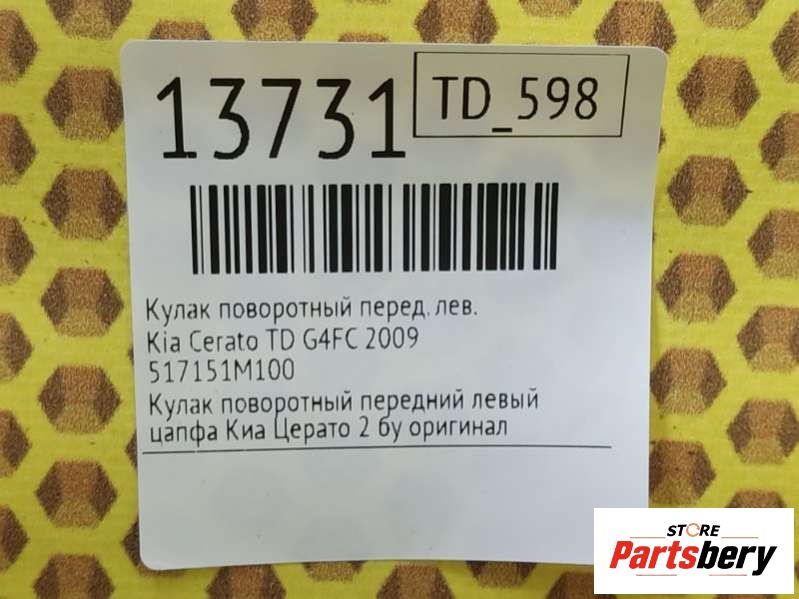 13731
TD_598
Кулак поворотный перед. лев.
Kia Cerato TD G4FC 2009
517151M100
Кулак поворотный передний левый
цапфа Киа Церато 2 бу оригинал
STORE
Partsbery